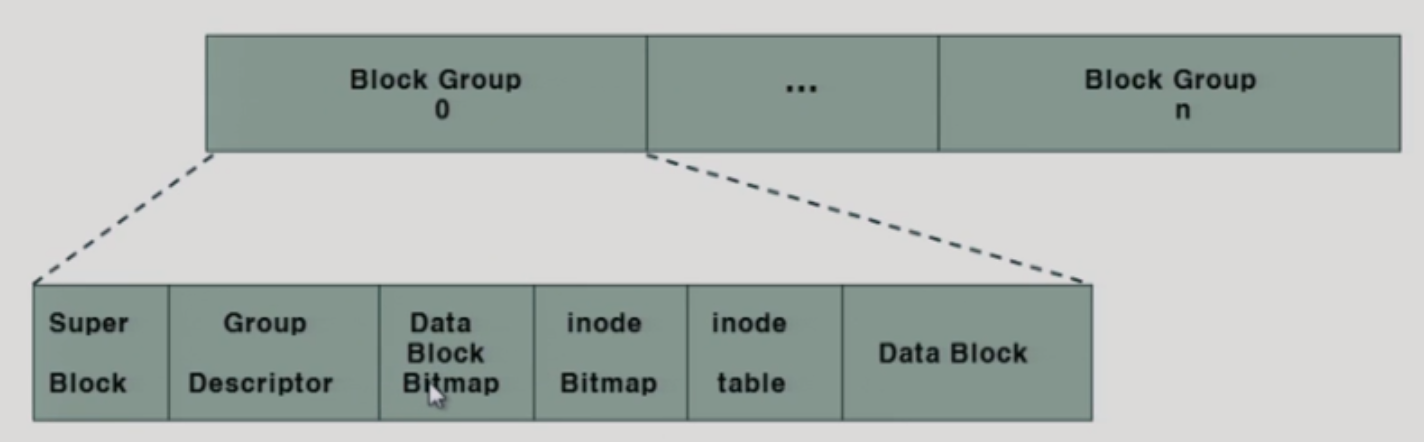 Block Group
0
...
Block Group
n
Super
Block
Group
Descriptor
Data
Block
Bitmap
inode
Bitmap
inode
table
Data Block